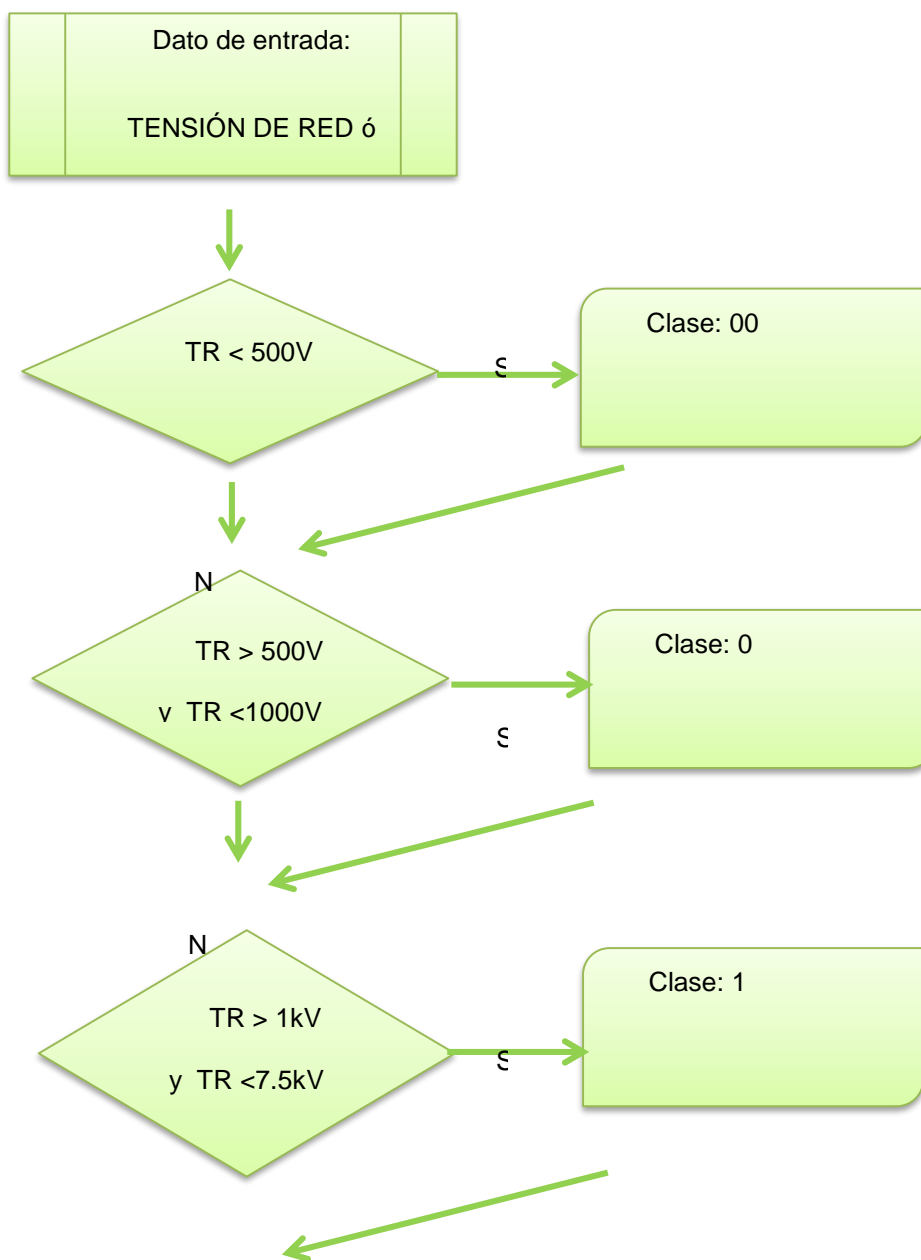 Dato de entrada:
TENSIÓN DE RED ó
TR < 500V
S
Clase: 00
N
TR > 500V
y TR <1000V
S
Clase: 0
N
TR > 1kV
y TR <7.5kV
S
Clase: 1